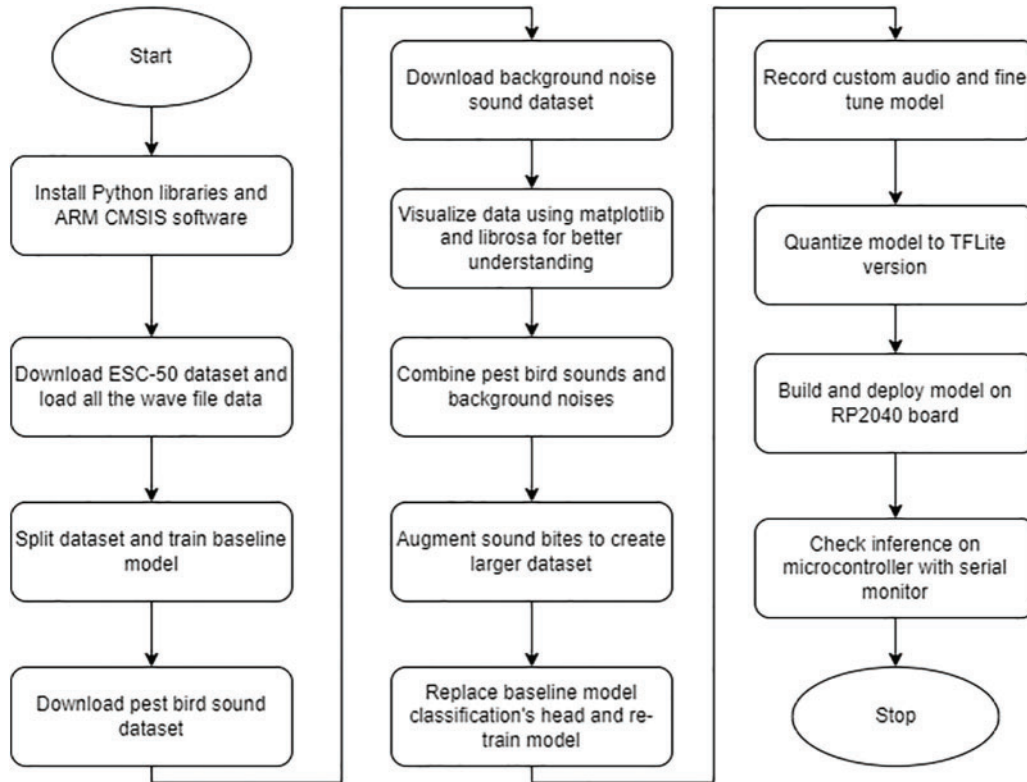 Start
Install Python libraries and
ARM CMSIS software
Download ESC-50 dataset and
load all the wave file data
Split dataset and train baseline
model
Download pest bird sound
dataset
Download background noise
sound dataset
Visualize data using matplotlib
and librosa for better
understanding
Combine pest bird sounds and
background noises
Augment sound bites to create
larger dataset
Replace baseline model
classification's head and re-
train model
Record custom audio and fine
tune model
Quantize model to TFLite
version
Build and deploy model on
RP2040 board
Check inference on
microcontroller with serial
monitor
Stop